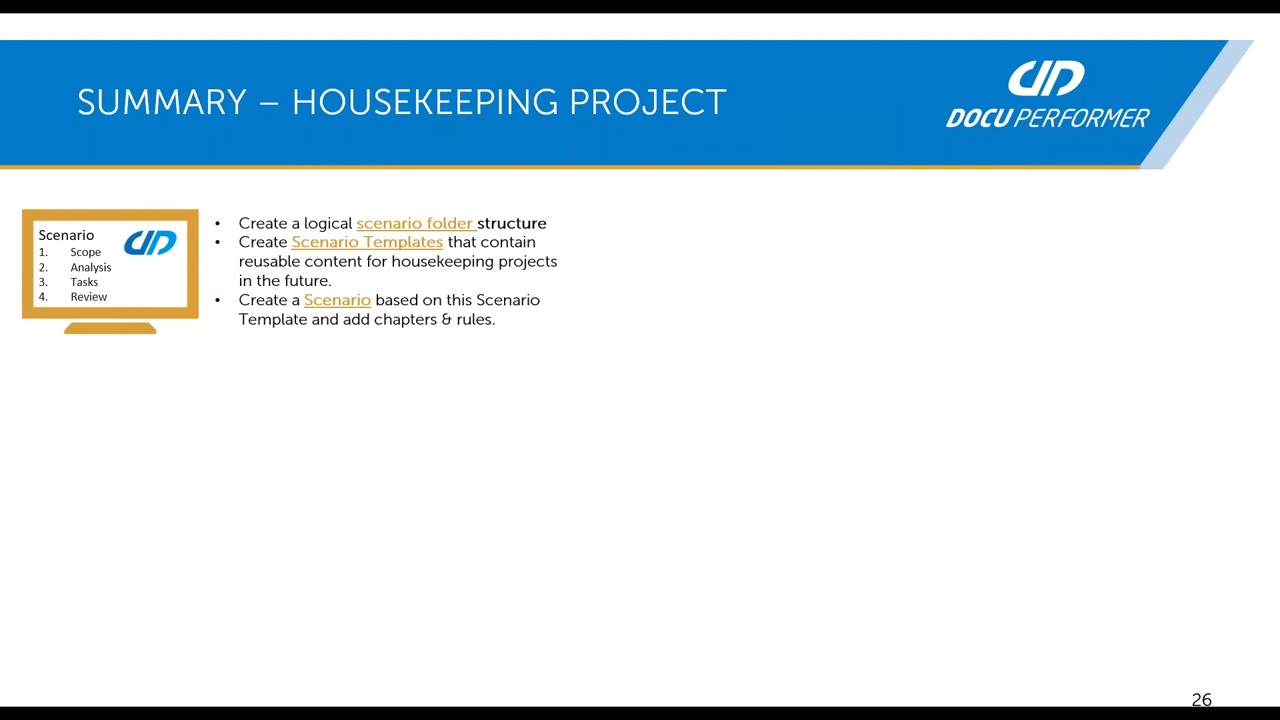 SUMMARY – HOUSEKEEPING PROJECT
DOCU PERFORMER
Scenario
1. Scope
2. Analysis
3. Tasks
4. Review
• Create a logical scenario folder structure
• Create Scenario Templates that contain
reusable content for housekeeping projects
in the future.
• Create a Scenario based on this Scenario
Template and add chapters & rules.
26